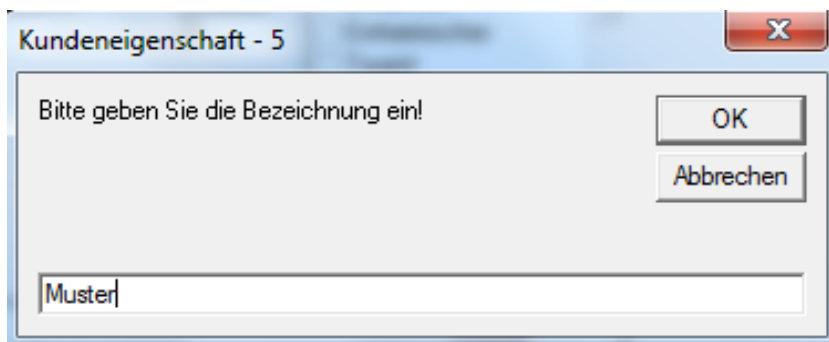 Kundeneigenschaft - 5
Bitte geben Sie die Bezeichnung ein!
OK
Abbrechen
Muster